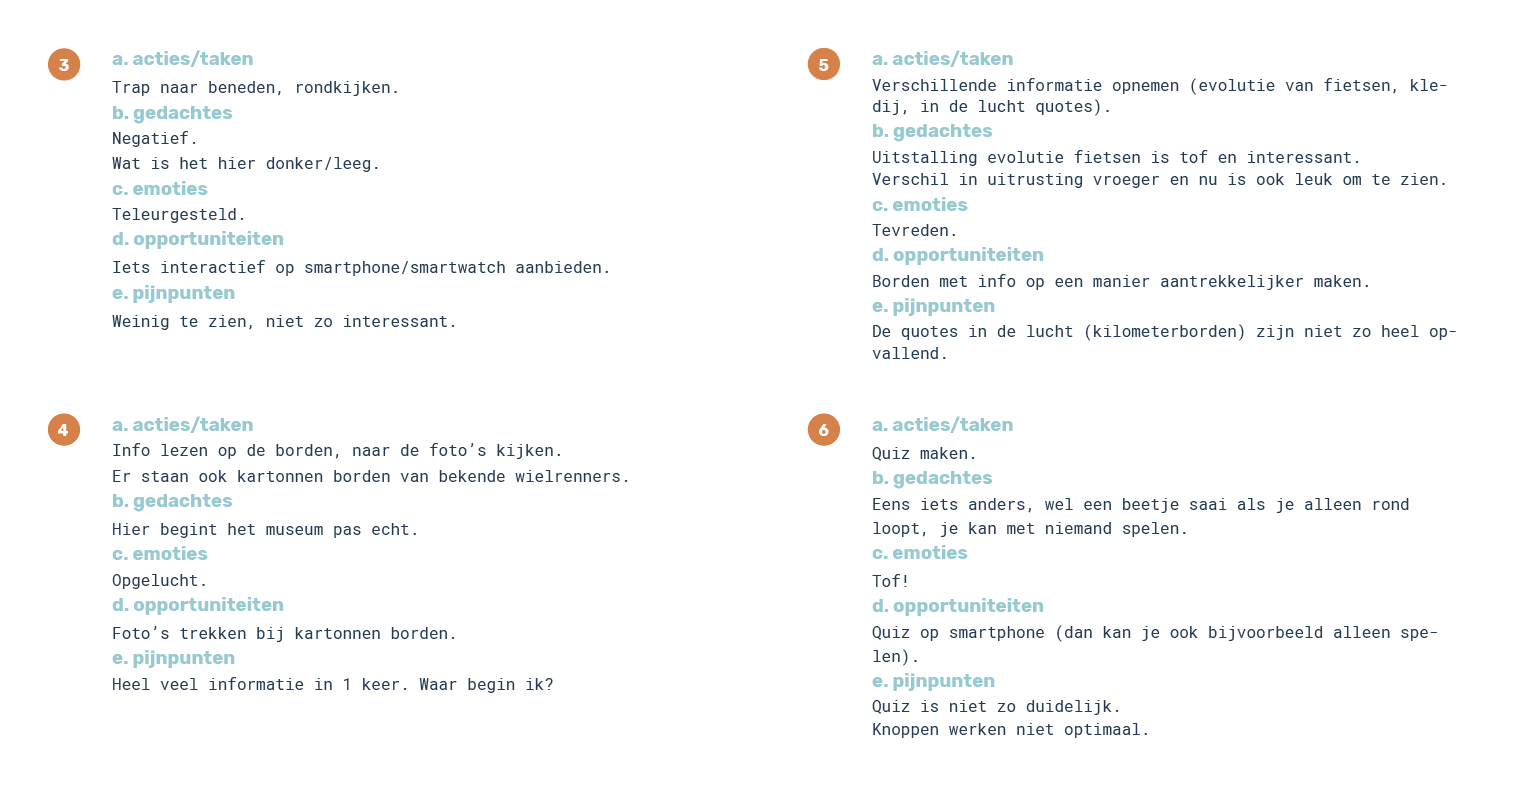 3
a. acties/taken
Trap naar beneden, rondkijken.
b. gedachtes
Negatief.
Wat is het hier donker/leeg.
c. emoties
Teleurgesteld.
d. opportuniteiten
Iets interactief op smartphone/smartwatch aanbieden.
e. pijnpunten
Weinig te zien, niet zo interessant.
4
a. acties/taken
Info lezen op de borden, naar de foto’s kijken.
Er staan ook kartonnen borden van bekende wielrenners.
b. gedachtes
Hier begint het museum pas echt.
c. emoties
Opgelucht.
d. opportuniteiten
Foto’s trekken bij kartonnen borden.
e. pijnpunten
Heel veel informatie in 1 keer. Waar begin ik?
5
a. acties/taken
Verschillende informatie opnemen (evolutie van fietsen, kle-
dij, in de lucht quotes).
b. gedachtes
Uitstalling evolutie fietsen is tof en interessant.
Verschil in uitrusting vroeger en nu is ook leuk om te zien.
c. emoties
Tevreden.
d. opportuniteiten
Borden met info op een manier aantrekkelijker maken.
e. pijnpunten
De quotes in de lucht (kilometerborden) zijn niet zo heel op-
vallend.
6
a. acties/taken
Quiz maken.
b. gedachtes
Eens iets anders, wel een beetje saai als je alleen rond
loopt, je kan met niemand spelen.
c. emoties
Tof!
d. opportuniteiten
Quiz op smartphone (dan kan je ook bijvoorbeeld alleen spe-
len).
e. pijnpunten
Quiz is niet zo duidelijk.
Knoppen werken niet optimaal.